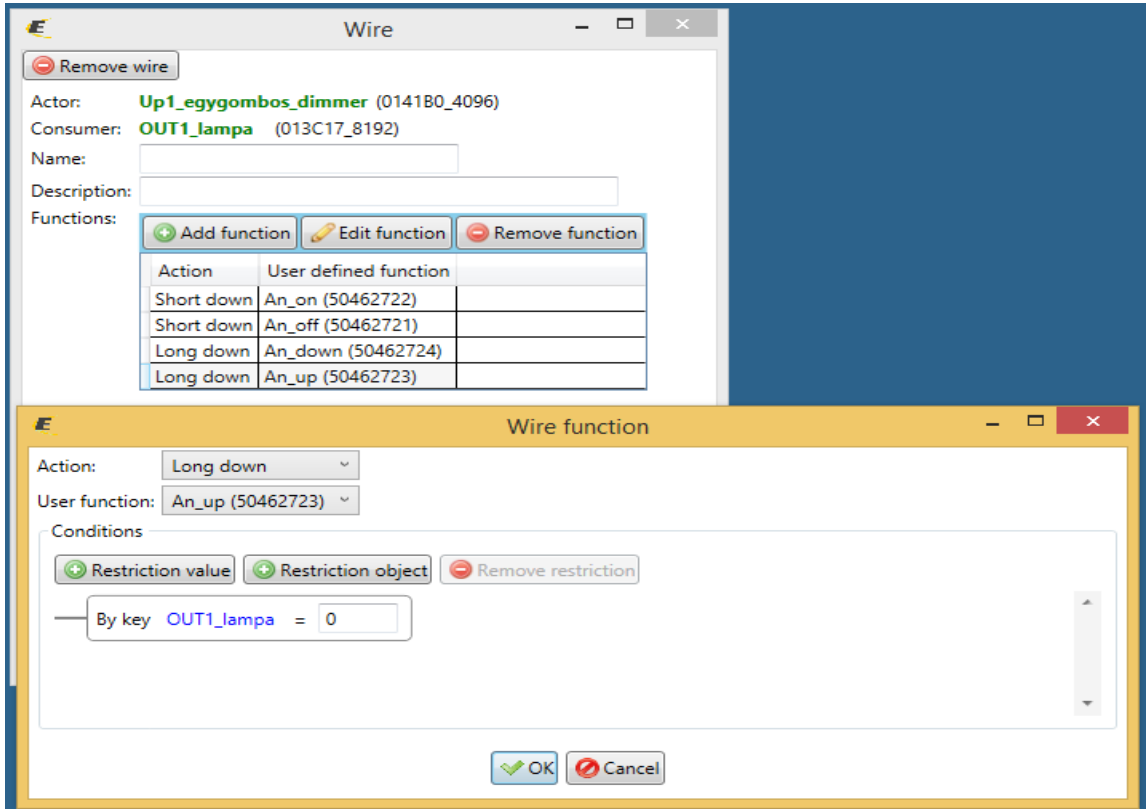 Wire
Remove wire
Actor: Up1_egygombos_dimmer (0141B0_4096)
Consumer: OUT1_lampa (013C17_8192)
Name:
Description:
Functions:
Add function Edit function Remove function
Action User defined function
Short down An_on (50462722)
Short down An_off (50462721)
Long down An_down (50462724)
Long down An_up (50462723)
Wire function
Action: Long down
User function: An_up (50462723)
Conditions
Restriction value Restriction object Remove restriction
By key OUT1_lampa = 0
OK Cancel